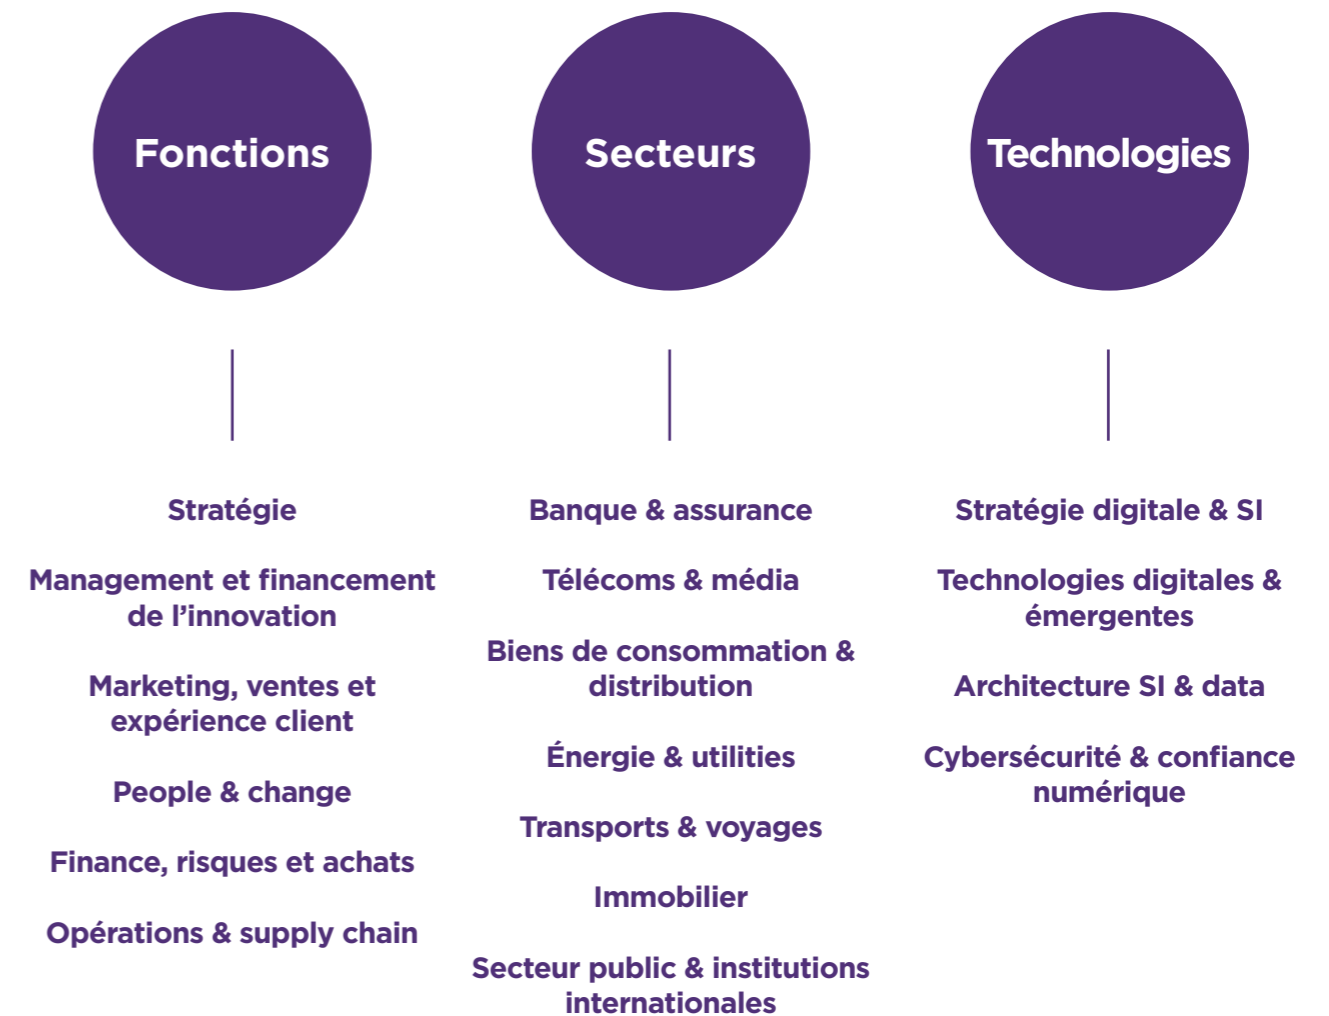 Fonctions
Stratégie
Management et financement
de l’innovation
Marketing, ventes et
expérience client
People & change
Finance, risques et achats
Opérations & supply chain
Secteurs
Banque & assurance
Télécoms & média
Biens de consommation &
distribution
Énergie & utilities
Transports & voyages
Immobilier
Secteur public & institutions
internationales
Technologies
Stratégie digitale & SI
Technologies digitales &
émergentes
Architecture SI & data
Cybersécurité & confiance
numérique